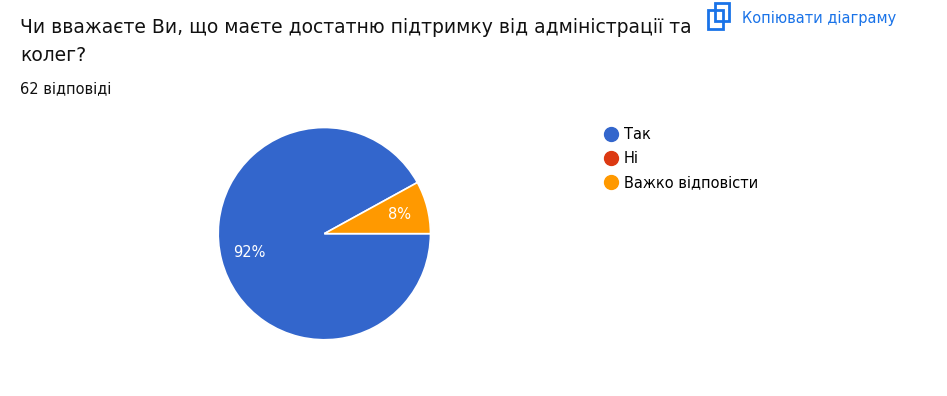 Чи вважаєте Ви, що маєте достатню підтримку від адміністрації та
колег?
Копіювати діаграму
62 відповіді
Так
Ні
Важко відповісти
8%
92%